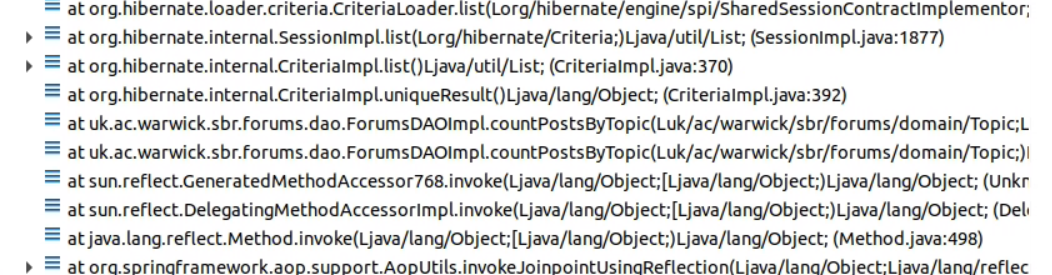 at org.hibernate.loader.criteria.CriteriaLoader.list(Lorg/hibernate/engine/spi/SharedSessionContractImplementor;
at org.hibernate.internal.SessionImpl.list(Lorg/hibernate/Criteria;)Ljava/util/List; (SessionImpl.java:1877)
at org.hibernate.internal.CriteriaImpl.list()Ljava/util/List; (CriteriaImpl.java:370)
at org.hibernate.internal.CriteriaImpl.uniqueResult()Ljava/lang/Object; (CriteriaImpl.java:392)
at uk.ac.warwick.sbr.forums.dao.ForumsDAOImpl.countPostsByTopic(Luk/ac/warwick/sbr/forums/domain/Topic;L
at uk.ac.warwick.sbr.forums.dao.ForumsDAOImpl.countPostsByTopic(Luk/ac/warwick/sbr/forums/domain/Topic;)
at sun.reflect.GeneratedMethodAccessor768.invoke(Ljava/lang/Object;[Ljava/lang/Object;)Ljava/lang/Object; (Unkn
at sun.reflect.DelegatingMethodAccessorImpl.invoke(Ljava/lang/Object;[Ljava/lang/Object;)Ljava/lang/Object; (Dele
at java.lang.reflect.Method.invoke(Ljava/lang/Object;[Ljava/lang/Object;)Ljava/lang/Object; (Method.java:498)
at org.springframework.aop.support.AopUtils.invokeJoinpointUsingReflection(Ljava/lang/Object;Ljava/lang/reflec